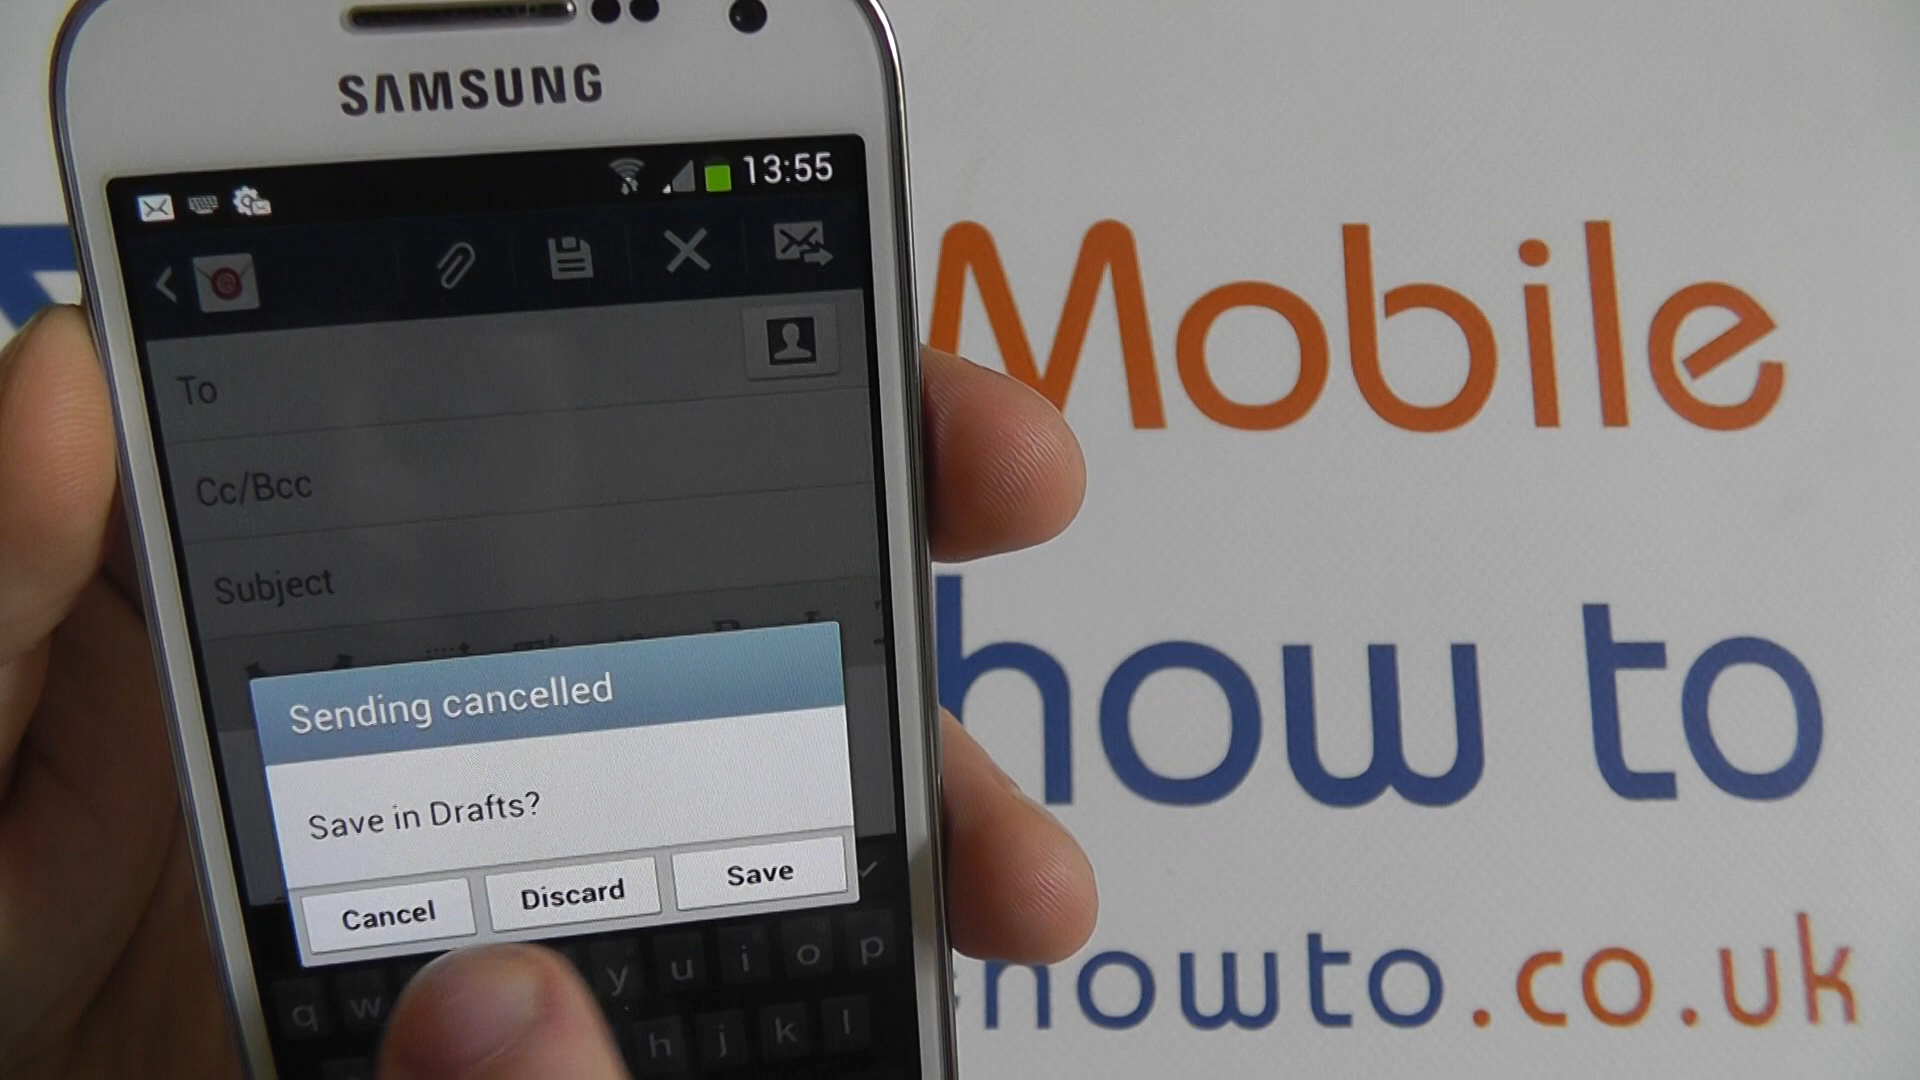 SAMSUNG
13:55
To
Cc/Bcc
Subject
Sending cancelled
Save in Drafts?
Cancel Discard Save
q w y u i o p
h j k l
Mobile
how to
howto.co.uk